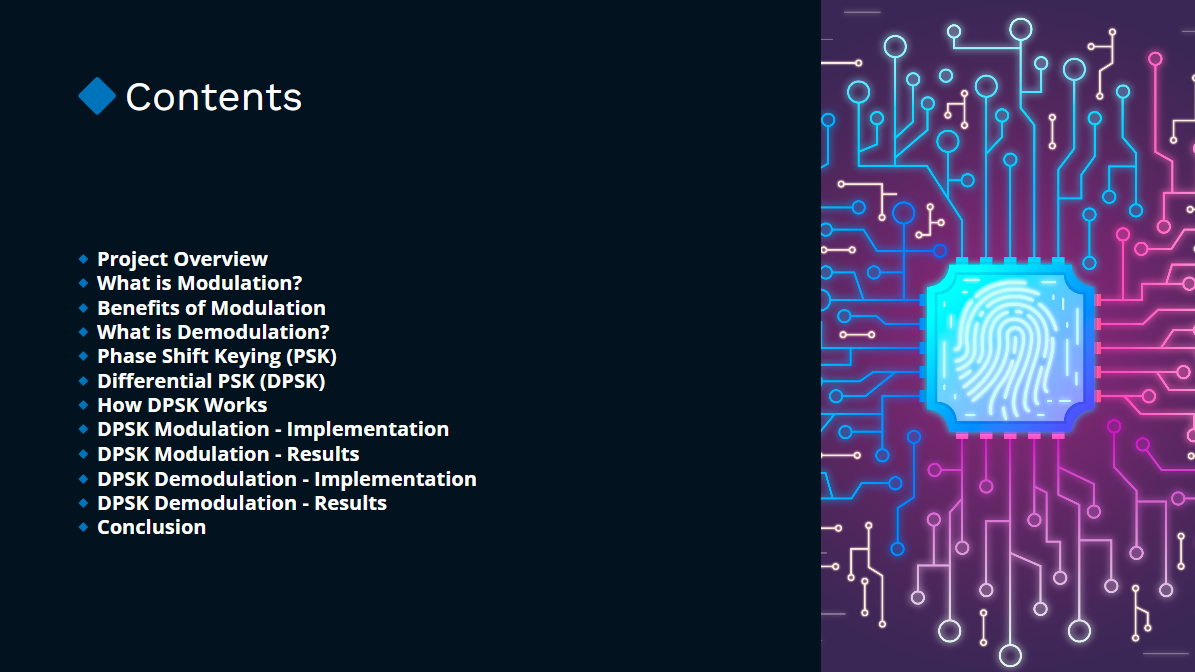 Contents
Project Overview
What is Modulation?
Benefits of Modulation
What is Demodulation?
Phase Shift Keying (PSK)
Differential PSK (DPSK)
How DPSK Works
DPSK Modulation - Implementation
DPSK Modulation - Results
DPSK Demodulation - Implementation
DPSK Demodulation - Results
Conclusion